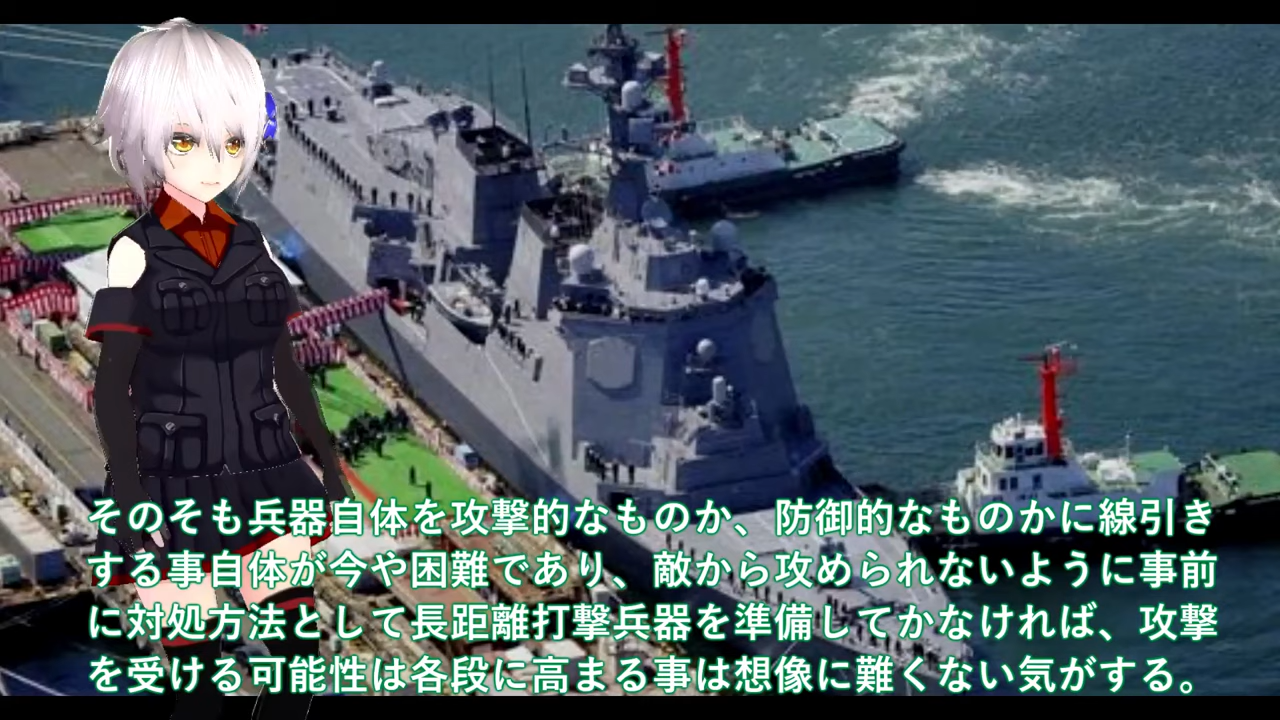 そのそも兵器自体を攻撃的なものか、防御的なものかに線引き
する事自体が今や困難であり、敵から攻められないように事前
に対処方法として長距離打撃兵器を準備してかなければ、攻撃
を受ける可能性は各段に高まる事は想像に難くない気がする。